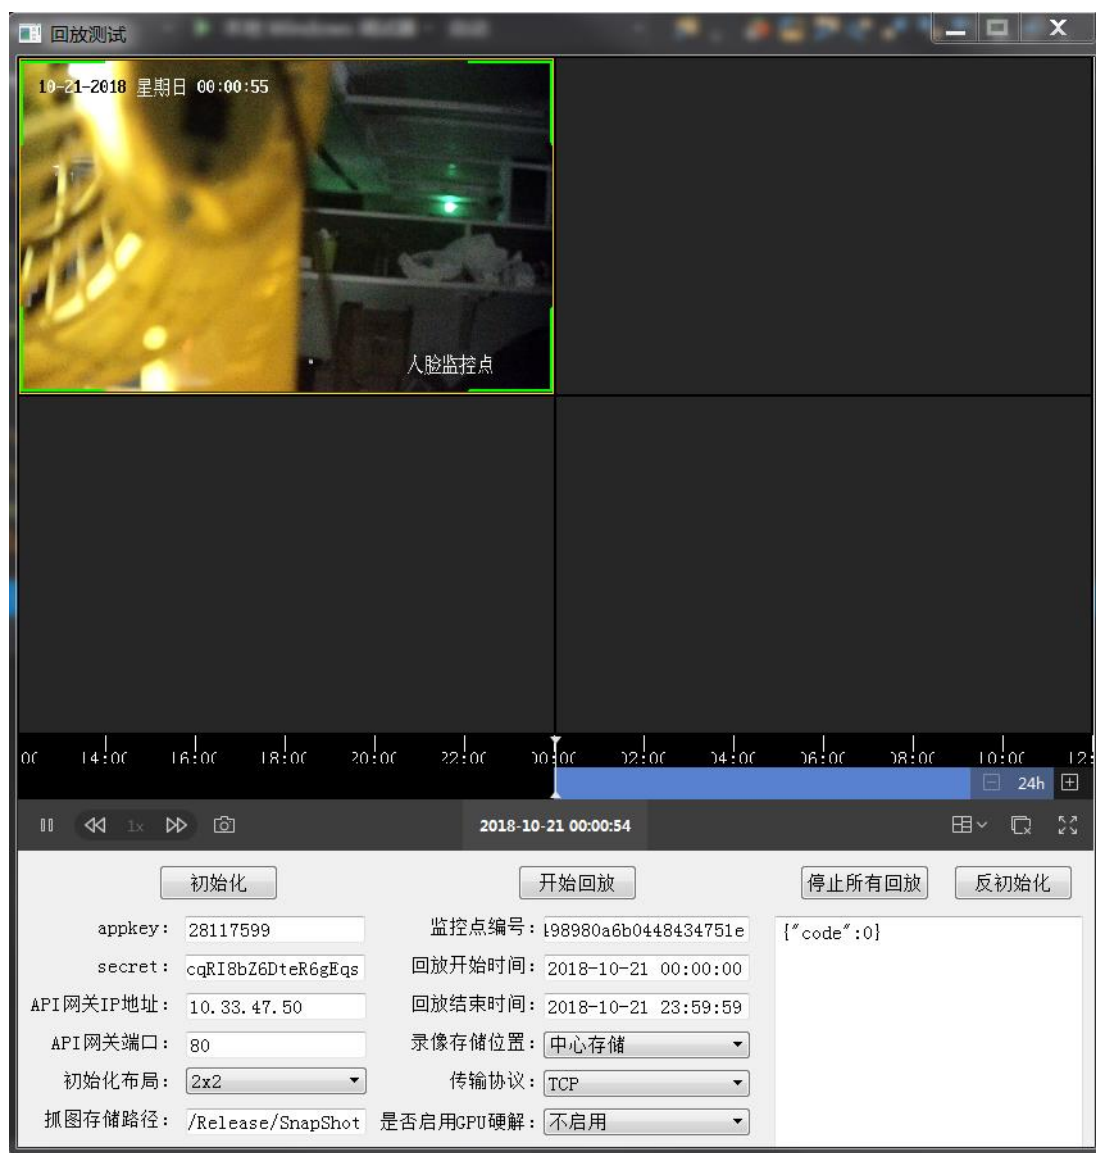 回放测试
10-21-2018 星期日 00:00:55
人脸监控点
14:00 16:00 18:00 20:00 22:00 00:00 02:00 04:00 06:00 08:00 10:00 12:
24h
1x 2018-10-21 00:00:54
初始化 开始回放 停止所有回放 反初始化
appkey: 28117599 监控点编号: 498980a6b0448434751e {"code":0}
secret: cqRI8bZ6DteR6gEqs 回放开始时间: 2018-10-21 00:00:00
API网关IP地址: 10.33.47.50 回放结束时间: 2018-10-21 23:59:59
API网关端口: 80 录像存储位置: 中心存储
初始化布局: 2x2 传输协议: TCP
抓图存储路径: /Release/SnapShot 是否启用GPU硬解: 不启用